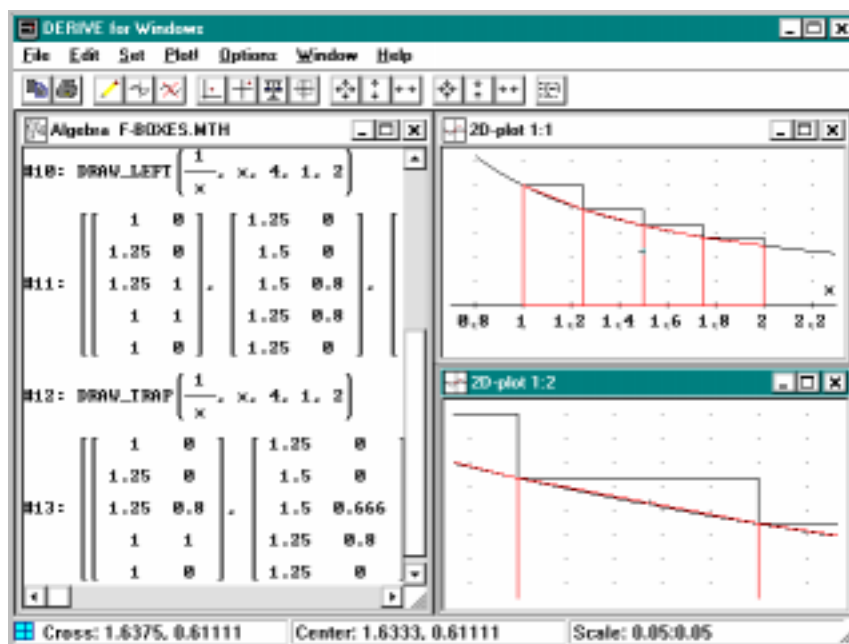 DERIVE for Windows
File Edit Set Plot! Options Window Help
Algebra F-BOXES.MTH
#10: DRAW_LEFT(1/x, x, 4, 1, 2)
#11: [[1 0] [1.25 0] [
1.25 0 1.5 0
1.25 1 , 1.5 0.8 ,
1 1 1.25 0.8
1 0 1.25 0
#12: DRAW_TRAP(1/x, x, 4, 1, 2)
#13: [[1 0] [1.25 0
1.25 0 1.5 0
1.25 0.8 , 1.5 0.666
1 1 1.25 0.8
1 0 1.25 0
2D-plot 1:1
x
0.8 1 1.2 1.4 1.6 1.8 2 2.2
2D-plot 1:2
Cross: 1.6375, 0.61111 Center: 1.6333, 0.61111 Scale: 0.05:0.05